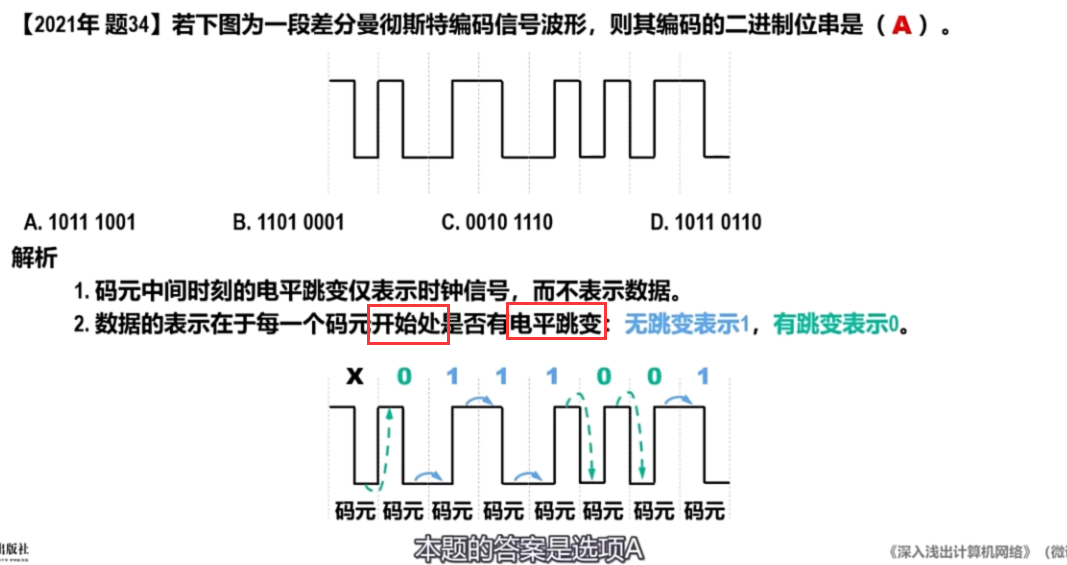 【2021年 题34】若下图为一段差分曼彻斯特编码信号波形，则其编码的二进制位串是（ A ）。
A. 1011 1001 B. 1101 0001 C. 0010 1110 D. 1011 0110
解析
1. 码元中间时刻的电平跳变仅表示时钟信号，而不表示数据。
2. 数据的表示在于每一个码元开始处是否有电平跳变：无跳变表示1，有跳变表示0。
X 0 1 1 1 0 0 1
码元 码元 码元 码元 码元 码元 码元 码元
本题的答案是选项A
出版社
《深入浅出计算机网络》（微